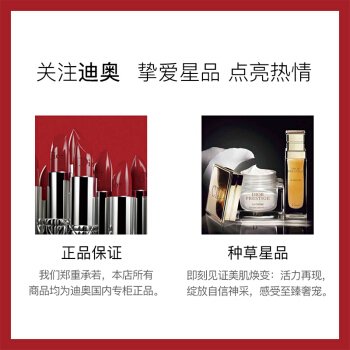 关注迪奥 挚爱星品 点亮热情
DIOR
PRESTIGE
正品保证
种草星品
我们郑重承若，本店所有
商品均为迪奥国内专柜正品。
即刻见证美肌焕变：活力再现，
绽放自信神采，感受至臻奢宠。